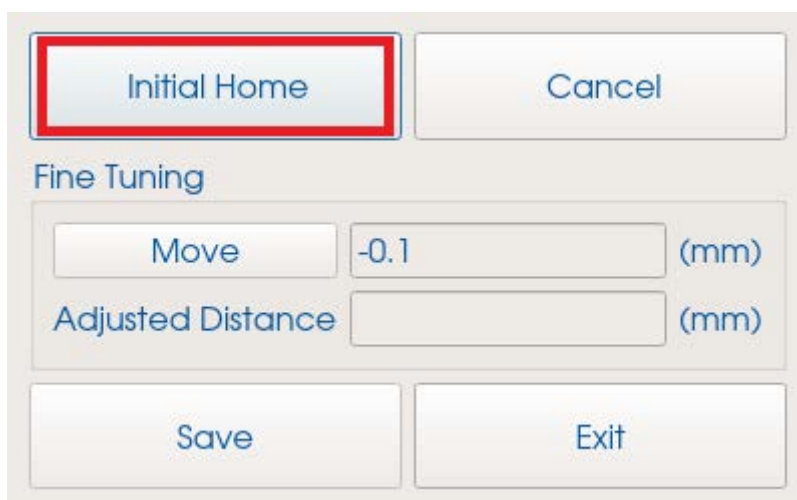 Initial Home
Cancel
Fine Tuning
Move -0.1 (mm)
Adjusted Distance (mm)
Save
Exit